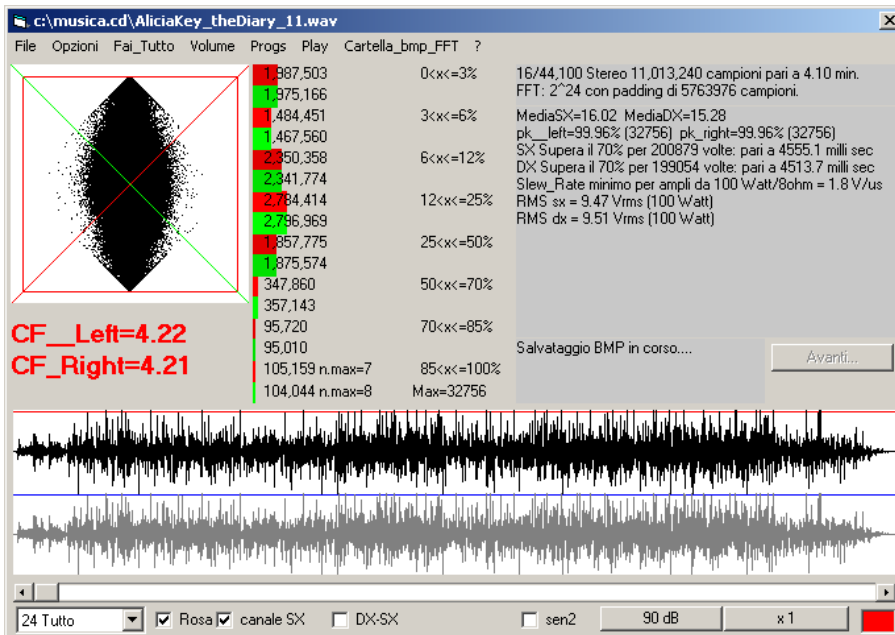 c:\musica.cd\AliciaKey_theDiary_11.wav
File Opzioni Fai_Tutto Volume Progs Play Cartella_bmp_FFT ?
1,987,503 0<x<=3%
1,975,166
1,484,451 3<x<=6%
1,467,560
2,350,358 6<x<=12%
2,341,774
2,784,414 12<x<=25%
2,796,969
1,857,775 25<x<=50%
1,875,574
347,860 50<x<=70%
357,143
95,720 70<x<=85%
95,010
105,159 n.max=7 85<x<=100%
104,044 n.max=8 Max=32756
16/44,100 Stereo 11,013,240 campioni pari a 4.10 min.
FFT: 2^24 con padding di 5763976 campioni.
MediaSX=16.02 MediaDX=15.28
pk__left=99.96% (32756) pk_right=99.96% (32756)
SX Supera il 70% per 200879 volte: pari a 4555.1 milli sec
DX Supera il 70% per 199054 volte: pari a 4513.7 milli sec
Slew_Rate minimo per ampli da 100 Watt/8ohm = 1.8 V/us
RMS sx = 9.47 Vrms (100 Watt)
RMS dx = 9.51 Vrms (100 Watt)
CF__Left=4.22
CF_Right=4.21
Salvataggio BMP in corso....
Avanti...
24 Tutto Rosa canale SX DX-SX sen2 90 dB x 1